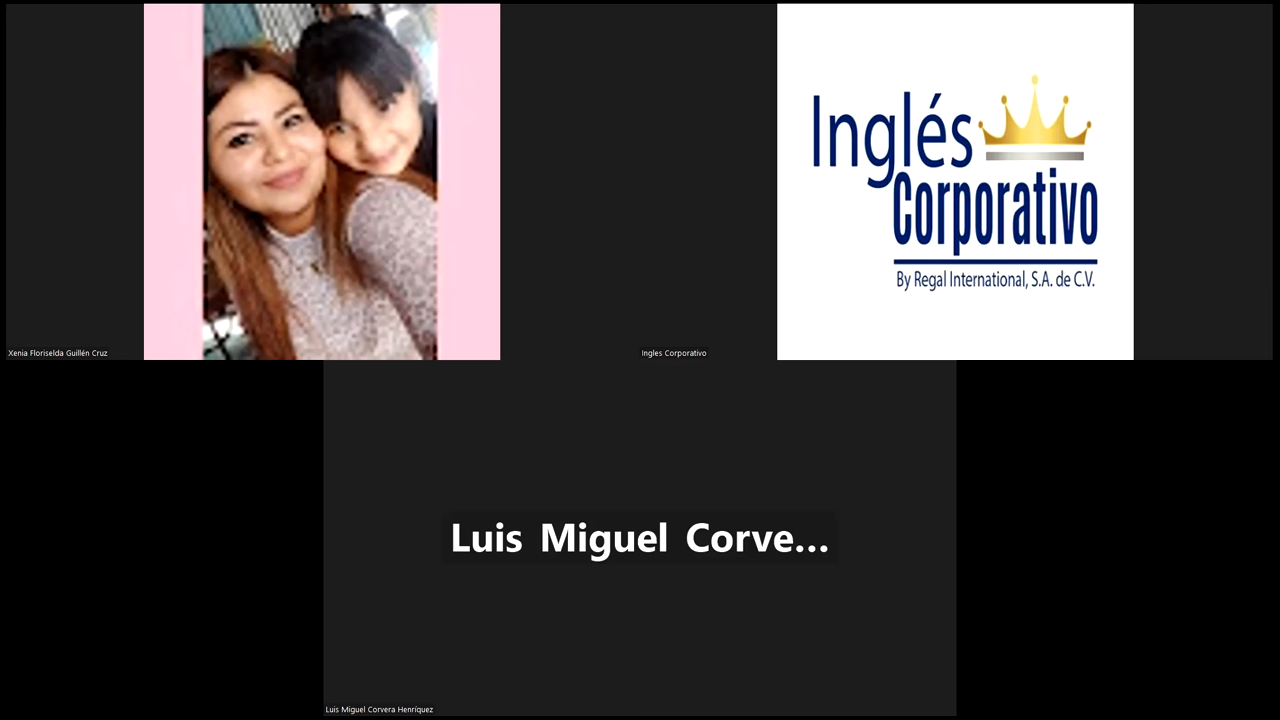 Inglés
Corporativo
By Regal International, S.A. de C.V.
Xenia Floriselda Guillén Cruz
Ingles Corporativo
Luis Miguel Corve...
Luis Miguel Corvera Henríquez